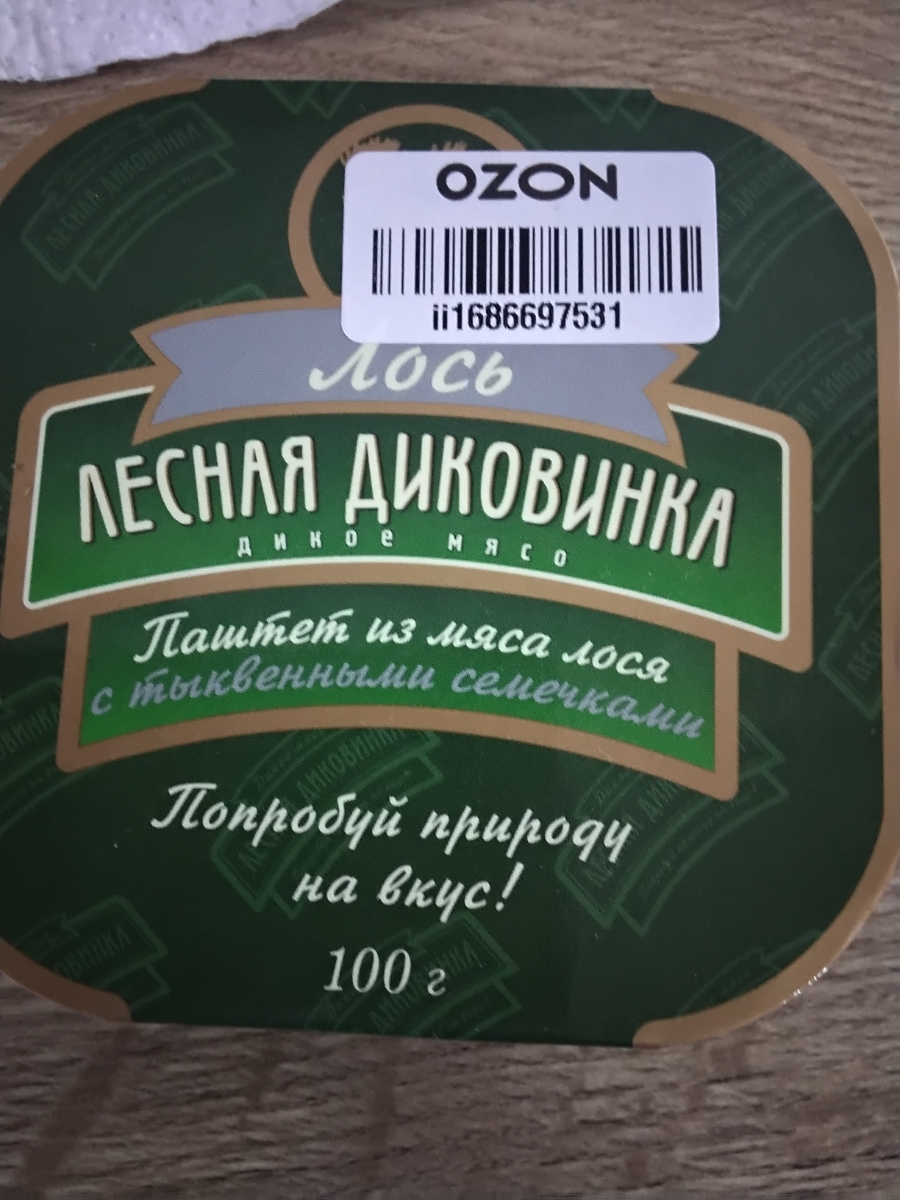 OZON
ii1686697531
Лось
ЛЕСНАЯ ДИКОВИНКА
дикое мясо
Паштет из мяса лося
с тыквенными семечками
Попробуй природу
на вкус!
100 г